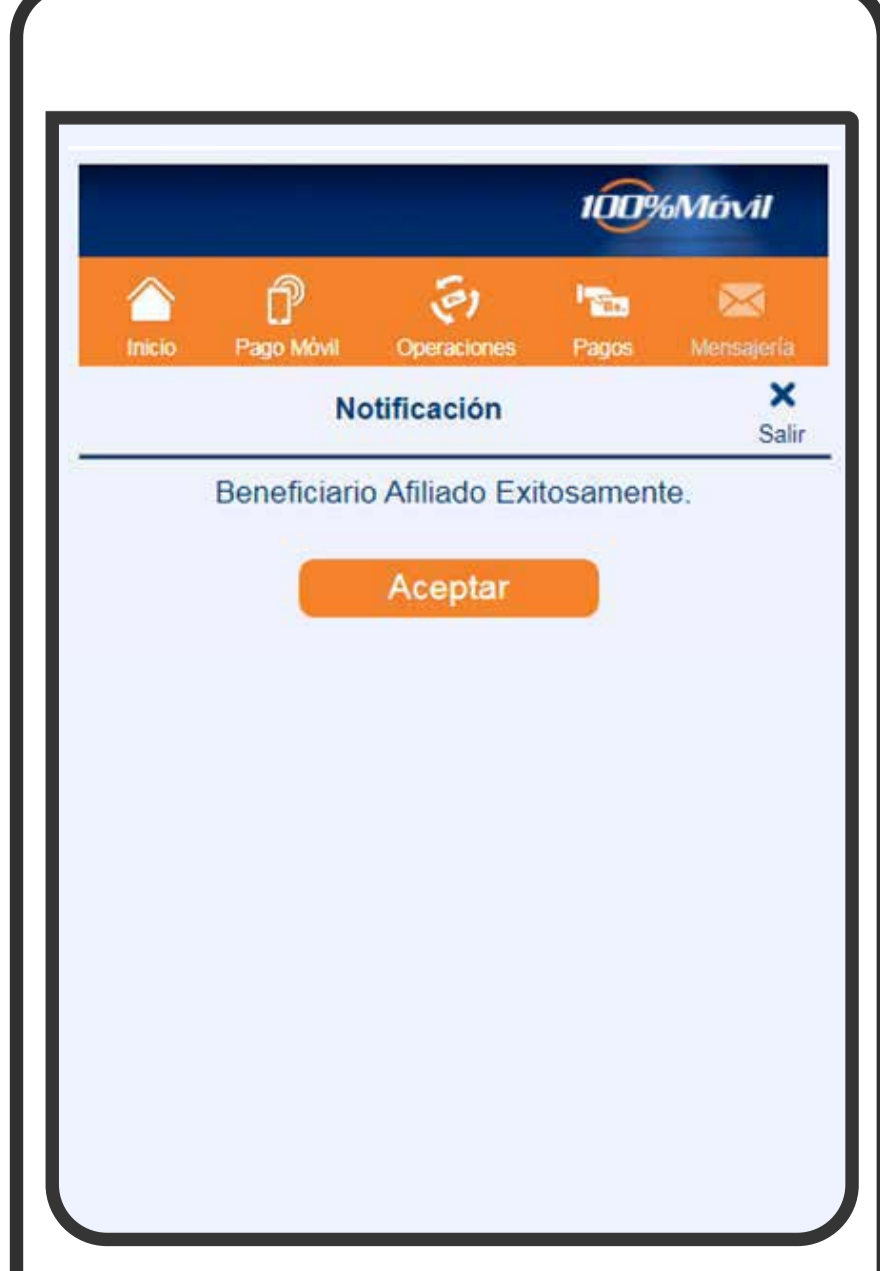 100%Móvil
Inicio Pago Móvil Operaciones Pagos Mensajería
Notificación
Salir
Beneficiario Afiliado Exitosamente.
Aceptar